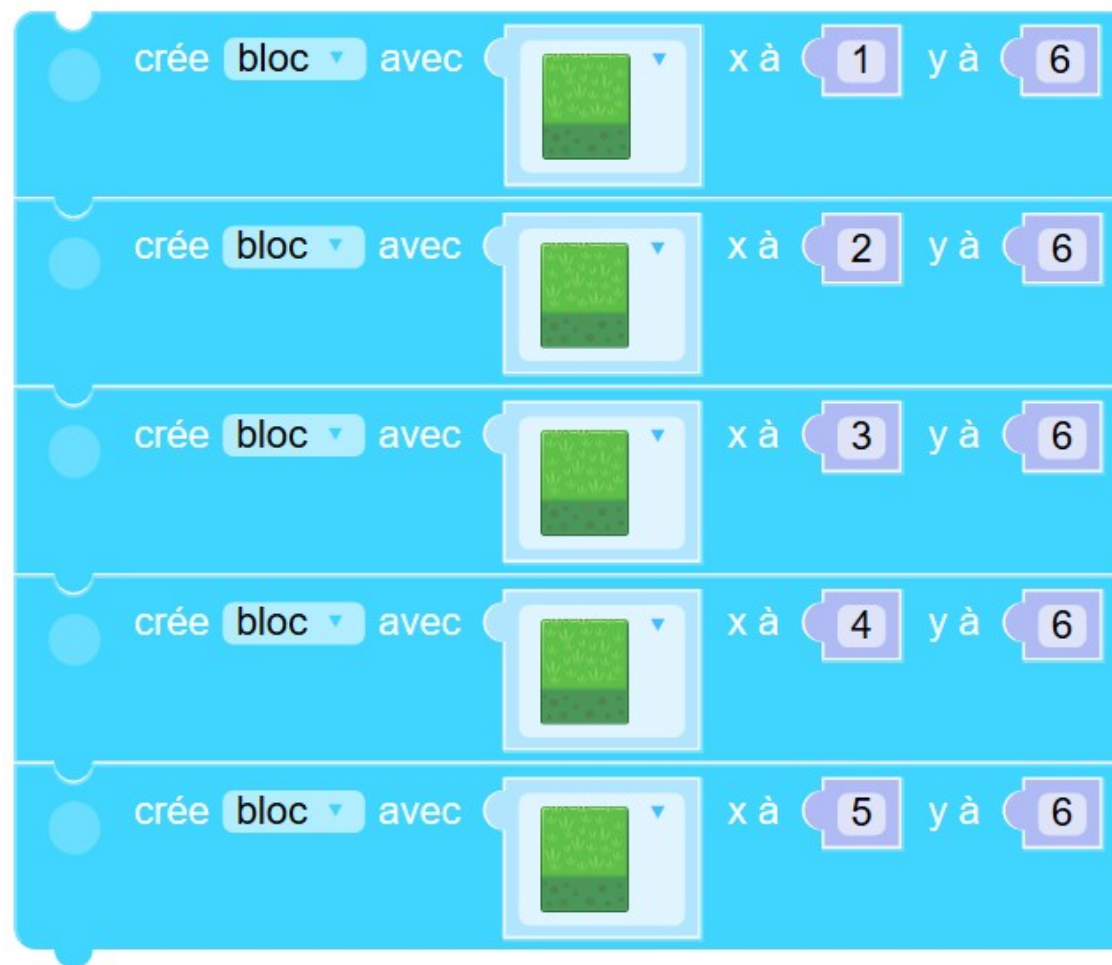 crée bloc avec x à 1 y à 6
crée bloc avec x à 2 y à 6
crée bloc avec x à 3 y à 6
crée bloc avec x à 4 y à 6
crée bloc avec x à 5 y à 6